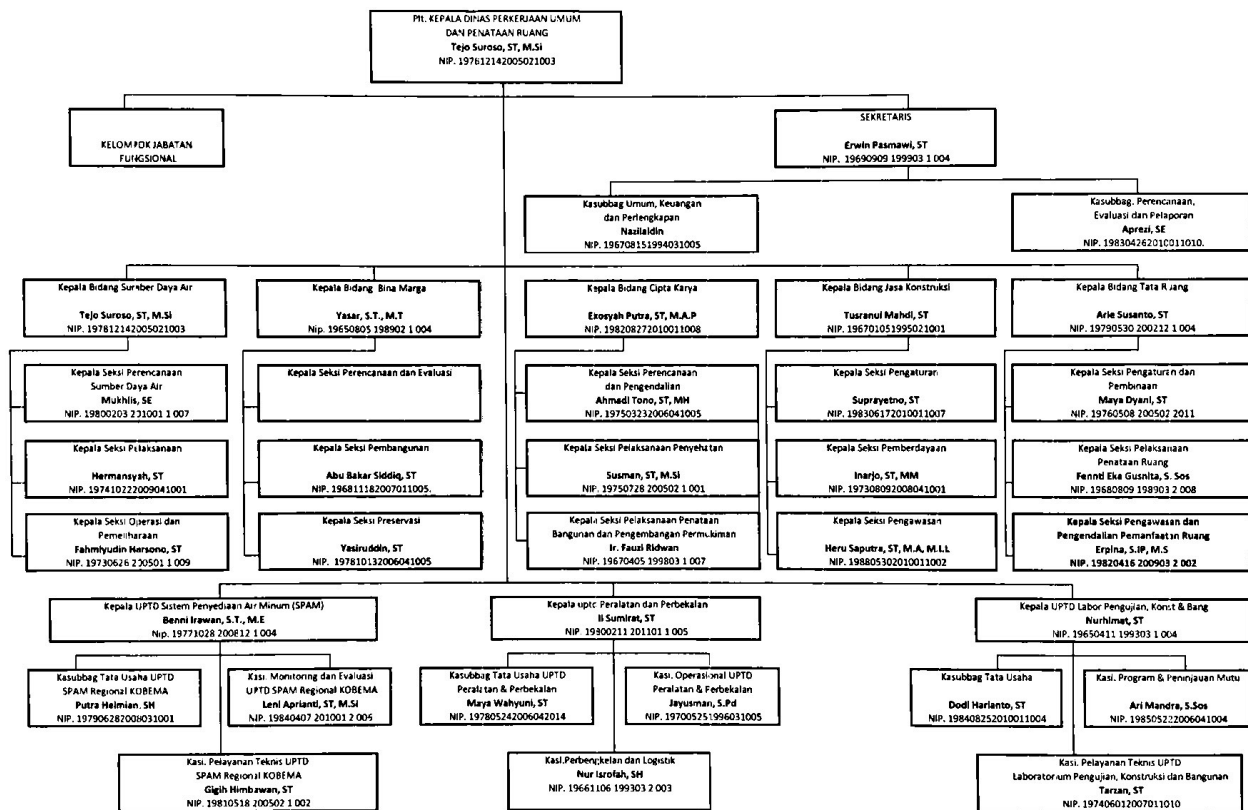 Plt. KEPALA DINAS PERKERJAAN UMUM
DAN PENATAAN RUANG
Tejo Suroso, ST, M.Si
NIP. 197612142005021003
KELOMPOK JABATAN
FUNGSIONAL
SEKRETARIS
Erwin Pasmawi, ST
NIP. 19690909 199903 1 004
Kasubbag Umum, Keuangan
dan Perlengkapan
Nazilaldin
NIP. 196708151994031005
Kasubbag. Perencanaan,
Evaluasi dan Pelaporan
Aprezi, SE
NIP. 198304262010011010.
Kepala Bidang Sumber Daya Air
Tejo Suroso, ST, M.Si
NIP. 197812142005021003
Kepala Bidang Bina Marga
Yasar, S.T., M.T
Nip. 19650805 198902 1 004
Kepala Bidang Cipta Karya
Exosyah Putra, ST, M.A.P
NIP. 198208272010011008
Kepala Bidang Jasa Konstruksi
Tusranul Mahdi, ST
NIP. 196701051995021001
Kepala Bidang Tata Ruang
Arie Susanto, ST
NIP. 19790530 200212 1 004
Kepala Seksi Perencanaan
Sumber Daya Air
Mukhlis, SE
NIP. 19800203 201001 1 007
Kepala Seksi Perencanaan dan Evaluasi
Kepala Seksi Perencanaan
dan Pengendalian
Ahmadi Tono, ST, MH
NIP. 197503232006041005
Kepala Seksi Pengaturan
Suprayetno, ST
NIP. 198306172010011007
Kepala Seksi Pengaturan dan
Pembinaan
Maya Dyani, ST
NIP. 19760508 200502 2011
Kepala Seksi Pelaksanaan
Hermansyah, ST
NIP. 197410222009041001
Kepala Seksi Pembangunan
Abu Bakar Siddiq, ST
NIP. 196811182007011005.
Kepala Seksi Pelaksanaan Penyehatan
Susman, ST, M.Si
NIP. 19750728 200502 1 001
Kepala Seksi Pemberdayaan
Inarjo, ST, MM
NIP. 197308092008041001
Kepala Seksi Pelaksanaan
Penataan Ruang
Fennti Eka Gusnita, S. Sos
NIP. 19680809 198903 2 008
Kepala Seksi Operasi dan
Pemeliharaan
Fahmiyudin Harsono, ST
NIP. 19730626 200501 1 009
Kepala Seksi Preservasi
Yasiruddin, ST
NIP. 197810132006041005
Kepala Seksi Pelaksanaan Penataan
Bangunan dan Pengembangan Permukiman
Ir. Fauzi Ridwan
NIP. 19670405 199803 1 007
Kepala Seksi Pengawasan
Heru Saputra, ST, M.A, M.I.L
NIP. 198805302010011002
Kepala Seksi Pengawasan dan
Pengendalian Pemanfaatan Ruang
Erpina, S.IP, M.S
NIP. 19820416 200903 2 002
Kepala UPTD Sistem Penyediaan Air Minum (SPAM)
Benni Irawan, S.T., M.E
Nip. 19771028 200812 1 004
Kepala uptd Peralatan dan Perbekalan
Ii Sumirat, ST
NIP. 19800211 201101 1 005
Kepala UPTD Labor Pengujian, Konst & Bang
Nurhimat, ST
NIP. 19650411 199303 1 004
Kasubbag Tata Usaha UPTD
SPAM Regional KOBEMA
Putra Helmian, SH
NIP. 197906282008031001
Kasi. Monitoring dan Evaluasi
UPTD SPAM Regional KOBEMA
Leni Aprianti, ST, M.Si
NIP. 19840407 201001 2 005
Kasubbag Tata Usaha UPTD
Peralatan & Perbekalan
Maya Wahyuni, ST
NIP. 197805242006042014
Kasi. Operasional UPTD
Peralatan & Perbekalan
Jayusman, S.Pd
NIP. 197005251996031005
Kasubbag Tata Usaha
Dodi Harianto, ST
NIP. 198408252010011004
Kasi. Program & Peninjauan Mutu
Ari Mandra, S.Sos
NIP. 198505222006041004
Kasi. Pelayanan Teknis UPTD
SPAM Regional KOBEMA
Gigih Himbawan, ST
NIP. 19810518 200502 1 002
Kasi.Perbengkelan dan Logistik
Nur Isrofah, SH
NIP. 19661106 199303 2 003
Kasi. Pelayanan Teknis UPTD
Laboratorium Pengujian, Konstruksi dan Bangunan
Tarzan, ST
NIP. 197406012007011010